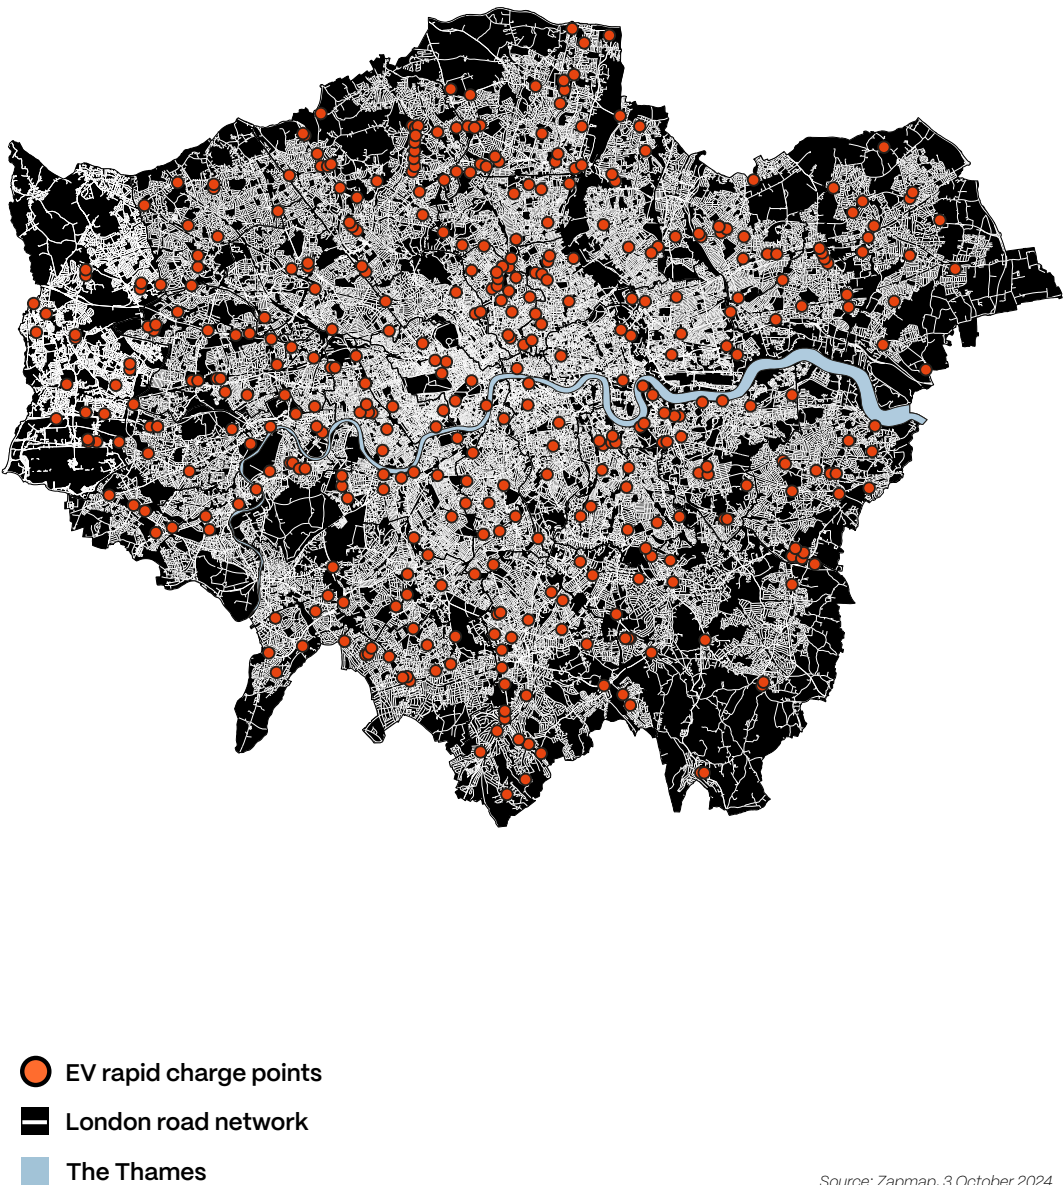 EV rapid charge points
London road network
The Thames
Source: Zapmap, 3 October 2024